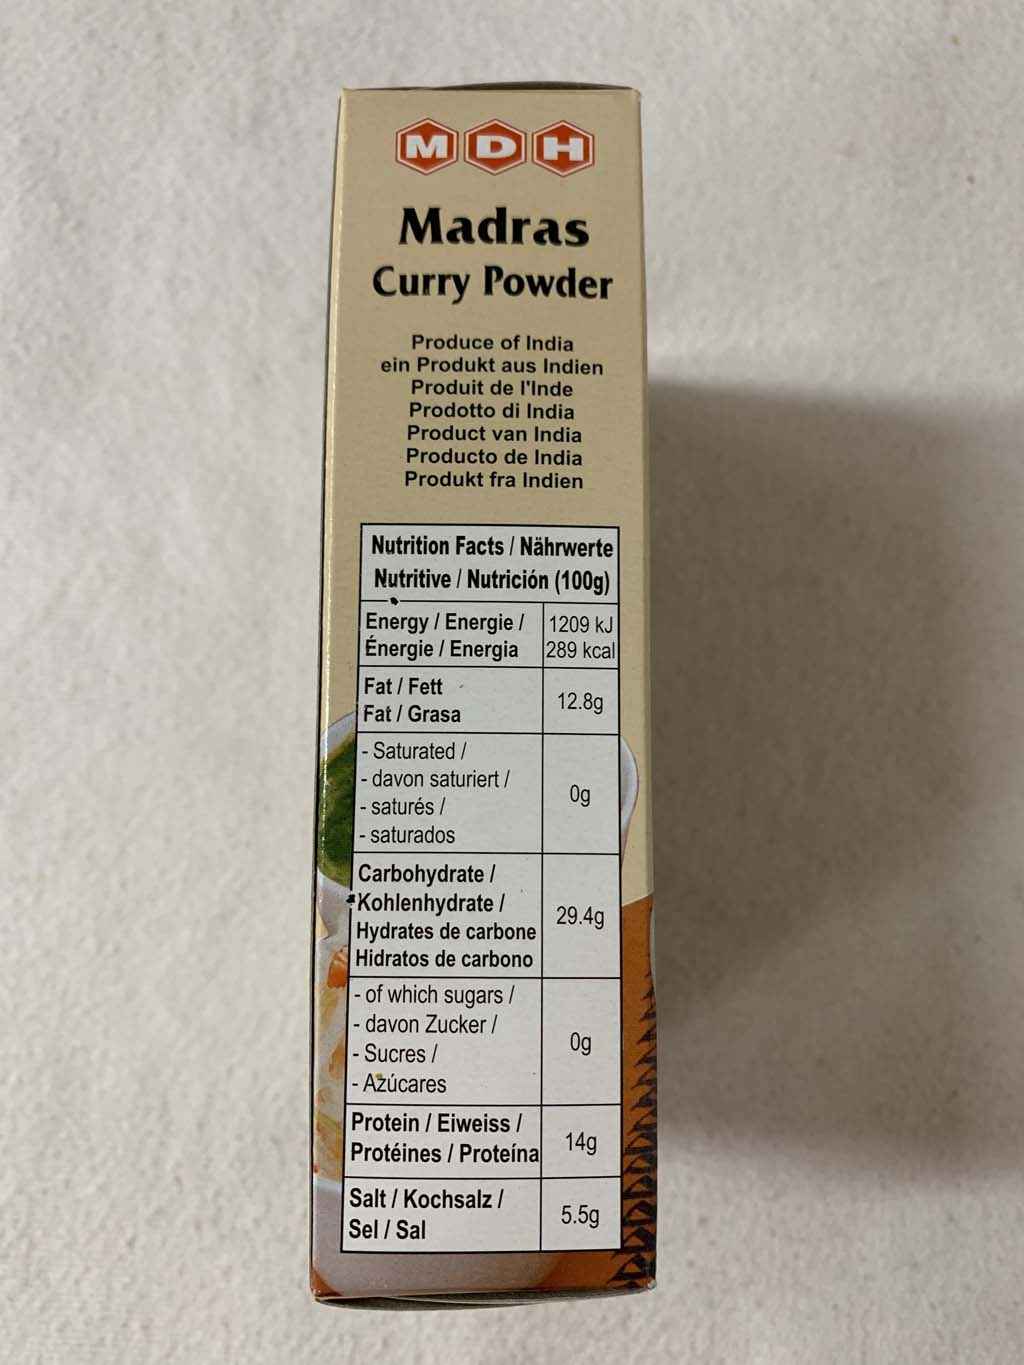 MDH
Madras
Curry Powder
Produce of India
ein Produkt aus Indien
Produit de l'Inde
Prodotto di India
Product van India
Producto de India
Produkt fra Indien
Nutrition Facts / Nährwerte
Nutritive / Nutrición (100g)
Energy / Energie / 1209 kJ
Énergie / Energia 289 kcal
Fat / Fett
Fat / Grasa
12.8g
- Saturated /
- davon saturiert /
- saturés /
- saturados
0g
Carbohydrate /
Kohlenhydrate /
Hydrates de carbone
Hidratos de carbono
29.4g
- of which sugars /
- davon Zucker /
- Sucres /
- Azúcares
0g
Protein / Eiweiss /
Protéines / Proteína
14g
Salt / Kochsalz /
Sel / Sal
5.5g